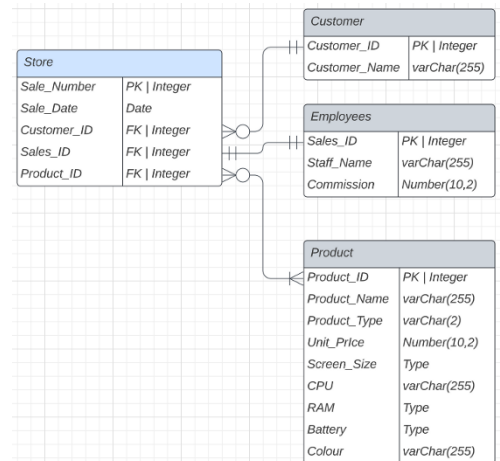 Store
Sale_Number PK | Integer
Sale_Date Date
Customer_ID FK | Integer
Sales_ID FK | Integer
Product_ID FK | Integer
Customer
Customer_ID PK | Integer
Customer_Name varChar(255)
Employees
Sales_ID PK | Integer
Staff_Name varChar(255)
Commission Number(10,2)
Product
Product_ID PK | Integer
Product_Name varChar(255)
Product_Type varChar(2)
Unit_PrIce Number(10,2)
Screen_Size Type
CPU varChar(255)
RAM Type
Battery Type
Colour varChar(255)